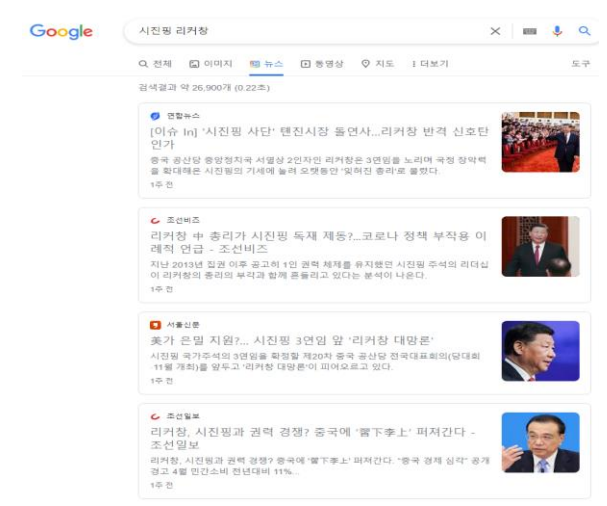 Google
시진핑 리커창
전체 이미지 뉴스 동영상 지도 더보기 도구
검색결과 약 26,900개 (0.22초)
연합뉴스
[이슈 In] '시진핑 사단' 톈진시장 돌연사...리커창 반격 신호탄
인가
중국 공산당 중앙정치국 서열상 2인자인 리커창은 3연임을 노리며 국정 장악력
을 확대해온 시진핑의 기세에 눌려 오랫동안 '잊혀진 총리'로 불렸다.
1주 전
조선비즈
리커창 中 총리가 시진핑 독재 제동?...코로나 정책 부작용 이
례적 언급 - 조선비즈
지난 2013년 집권 이후 공고히 1인 권력 체제를 유지했던 시진핑 주석의 리더십
이 리커창의 총리의 부각과 함께 흔들리고 있다는 분석이 나온다.
1주 전
서울신문
美가 은밀 지원?... 시진핑 3연임 앞 '리커창 대망론'
시진핑 국가주석의 3연임을 확정할 제20차 중국 공산당 전국대표회의(당대회
·11월 개최)를 앞두고 '리커창 대망론'이 피어오르고 있다.
1주 전
조선일보
리커창, 시진핑과 권력 경쟁? 중국에 '習下李上' 퍼져간다 -
조선일보
리커창, 시진핑과 권력 경쟁? 중국에 '習下李上' 퍼져간다. "중국 경제 심각" 공개
경고 4월 민간소비 전년대비 11%...
1주 전